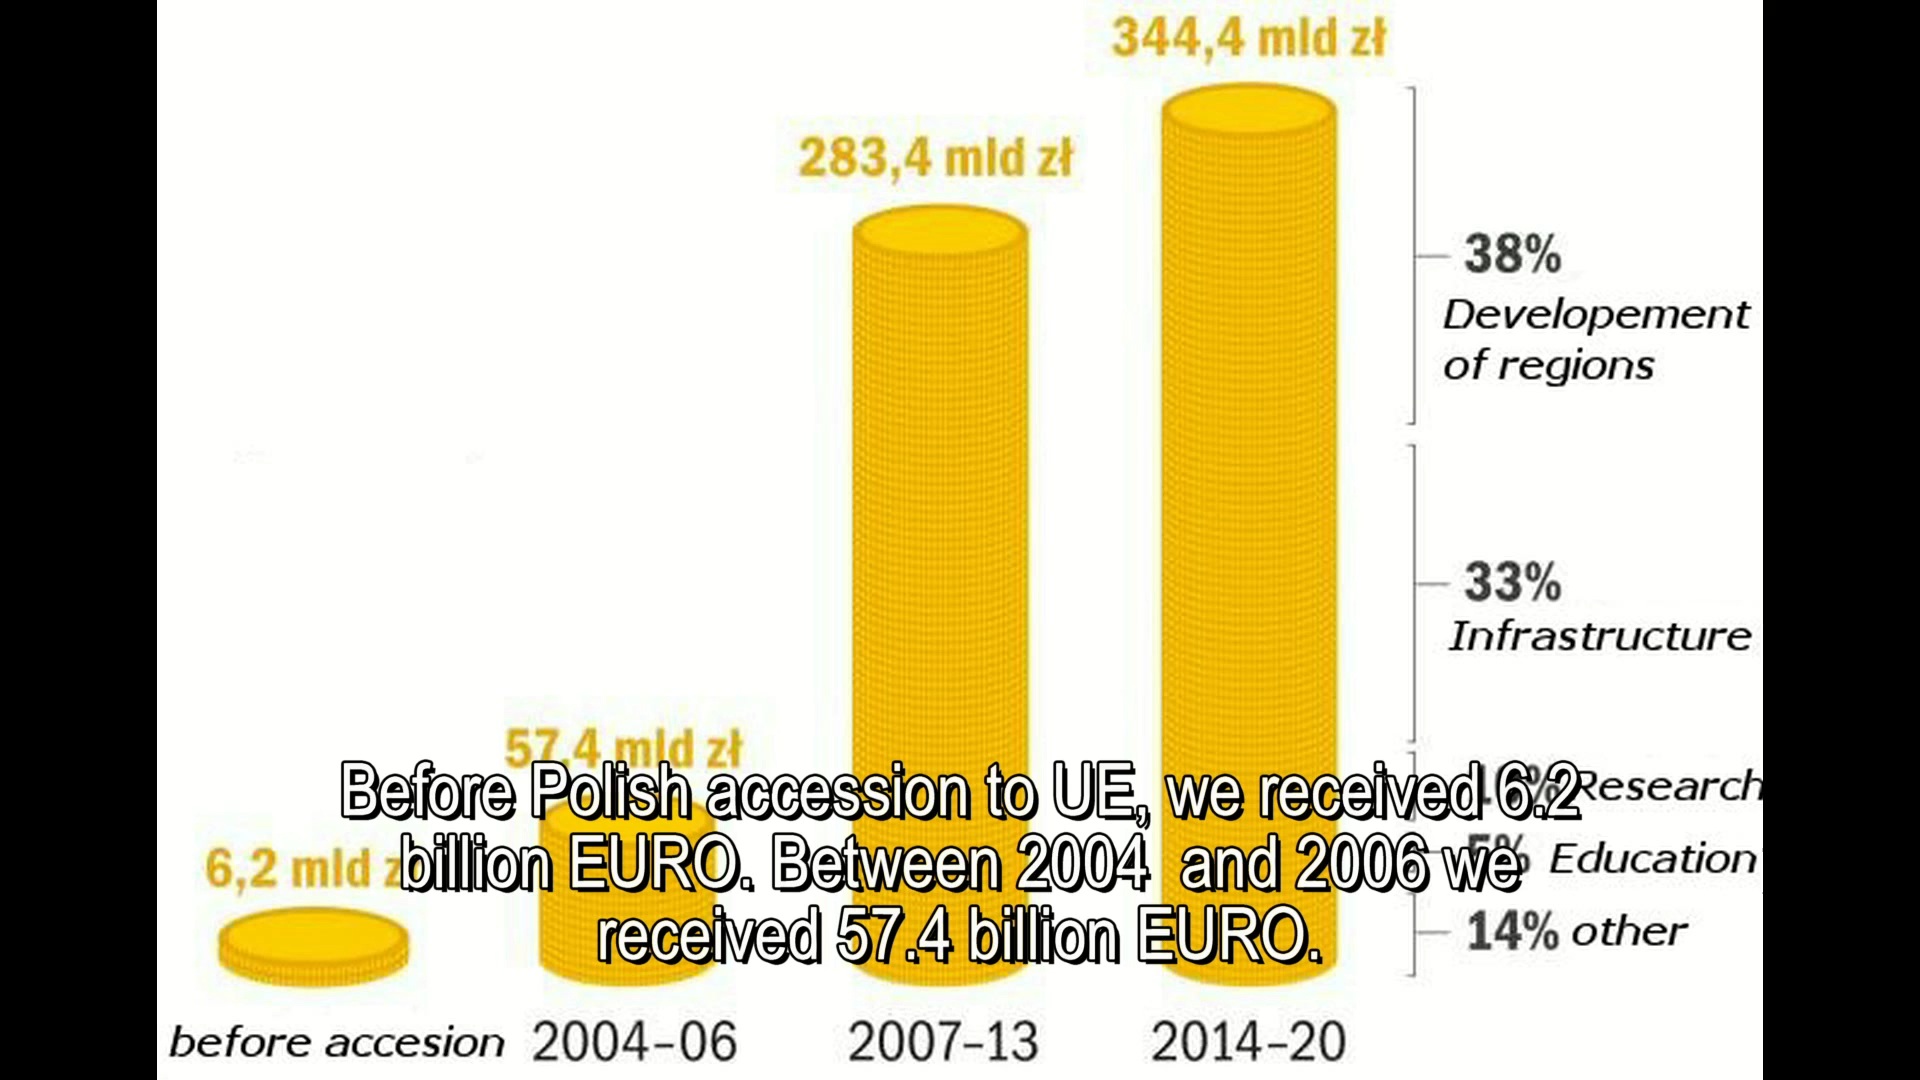 344,4 mld zł
283,4 mld zł
38%
Developement
of regions
33%
Infrastructure
57,4 mld zł
Research
5% Education
6,2 mld
14% other
Before Polish accession to UE, we received 6.2
billion EURO. Between 2004 and 2006 we
received 57.4 billion EURO.
before accesion 2004-06 2007-13 2014-20